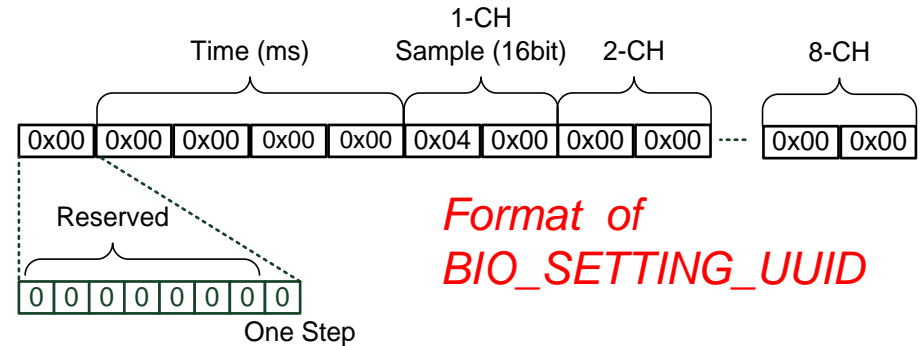 1-CH
Time (ms) Sample (16bit) 2-CH 8-CH
0x00 0x00 0x00 0x00 0x00 0x04 0x00 0x00 0x00 0x00 0x00
Reserved
Format of
BIO_SETTING_UUID
0 0 0 0 0 0 0 0
One Step